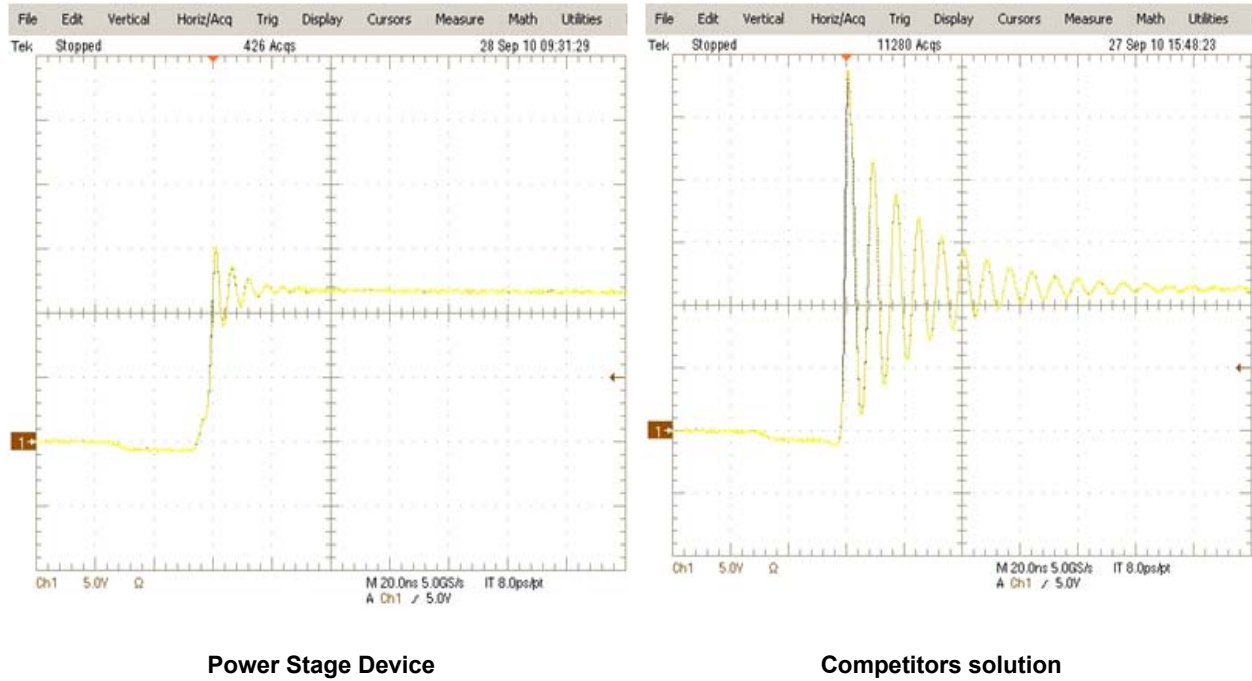 File Edit Vertical Horiz/Acq Trig Display Cursors Measure Math Utilities
Tek Stopped 426 Acqs 28 Sep 10 09:31:29
1
Ch1 5.0V Ω M 20.0ns 5.0GS/s IT 8.0ps/pt
A Ch1 / 5.0V
Power Stage Device
File Edit Vertical Horiz/Acq Trig Display Cursors Measure Math Utilities
Tek Stopped 11280 Acqs 27 Sep 10 15:48:23
1
Ch1 5.0V Ω M 20.0ns 5.0GS/s IT 8.0ps/pt
A Ch1 / 5.0V
Competitors solution